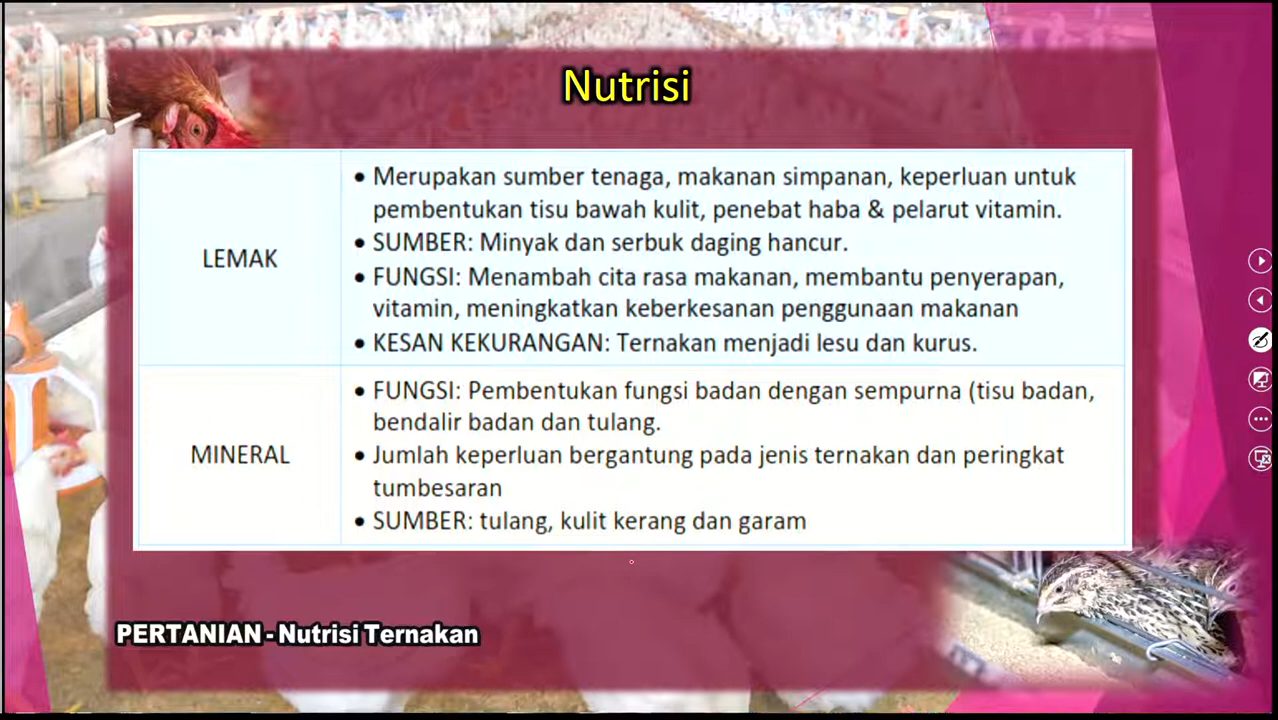 Nutrisi
LEMAK
• Merupakan sumber tenaga, makanan simpanan, keperluan untuk
pembentukan tisu bawah kulit, penebat haba & pelarut vitamin.
• SUMBER: Minyak dan serbuk daging hancur.
• FUNGSI: Menambah cita rasa makanan, membantu penyerapan,
vitamin, meningkatkan keberkesanan penggunaan makanan
• KESAN KEKURANGAN: Ternakan menjadi lesu dan kurus.
MINERAL
• FUNGSI: Pembentukan fungsi badan dengan sempurna (tisu badan,
bendalir badan dan tulang.
• Jumlah keperluan bergantung pada jenis ternakan dan peringkat
tumbesaran
• SUMBER: tulang, kulit kerang dan garam
PERTANIAN - Nutrisi Ternakan